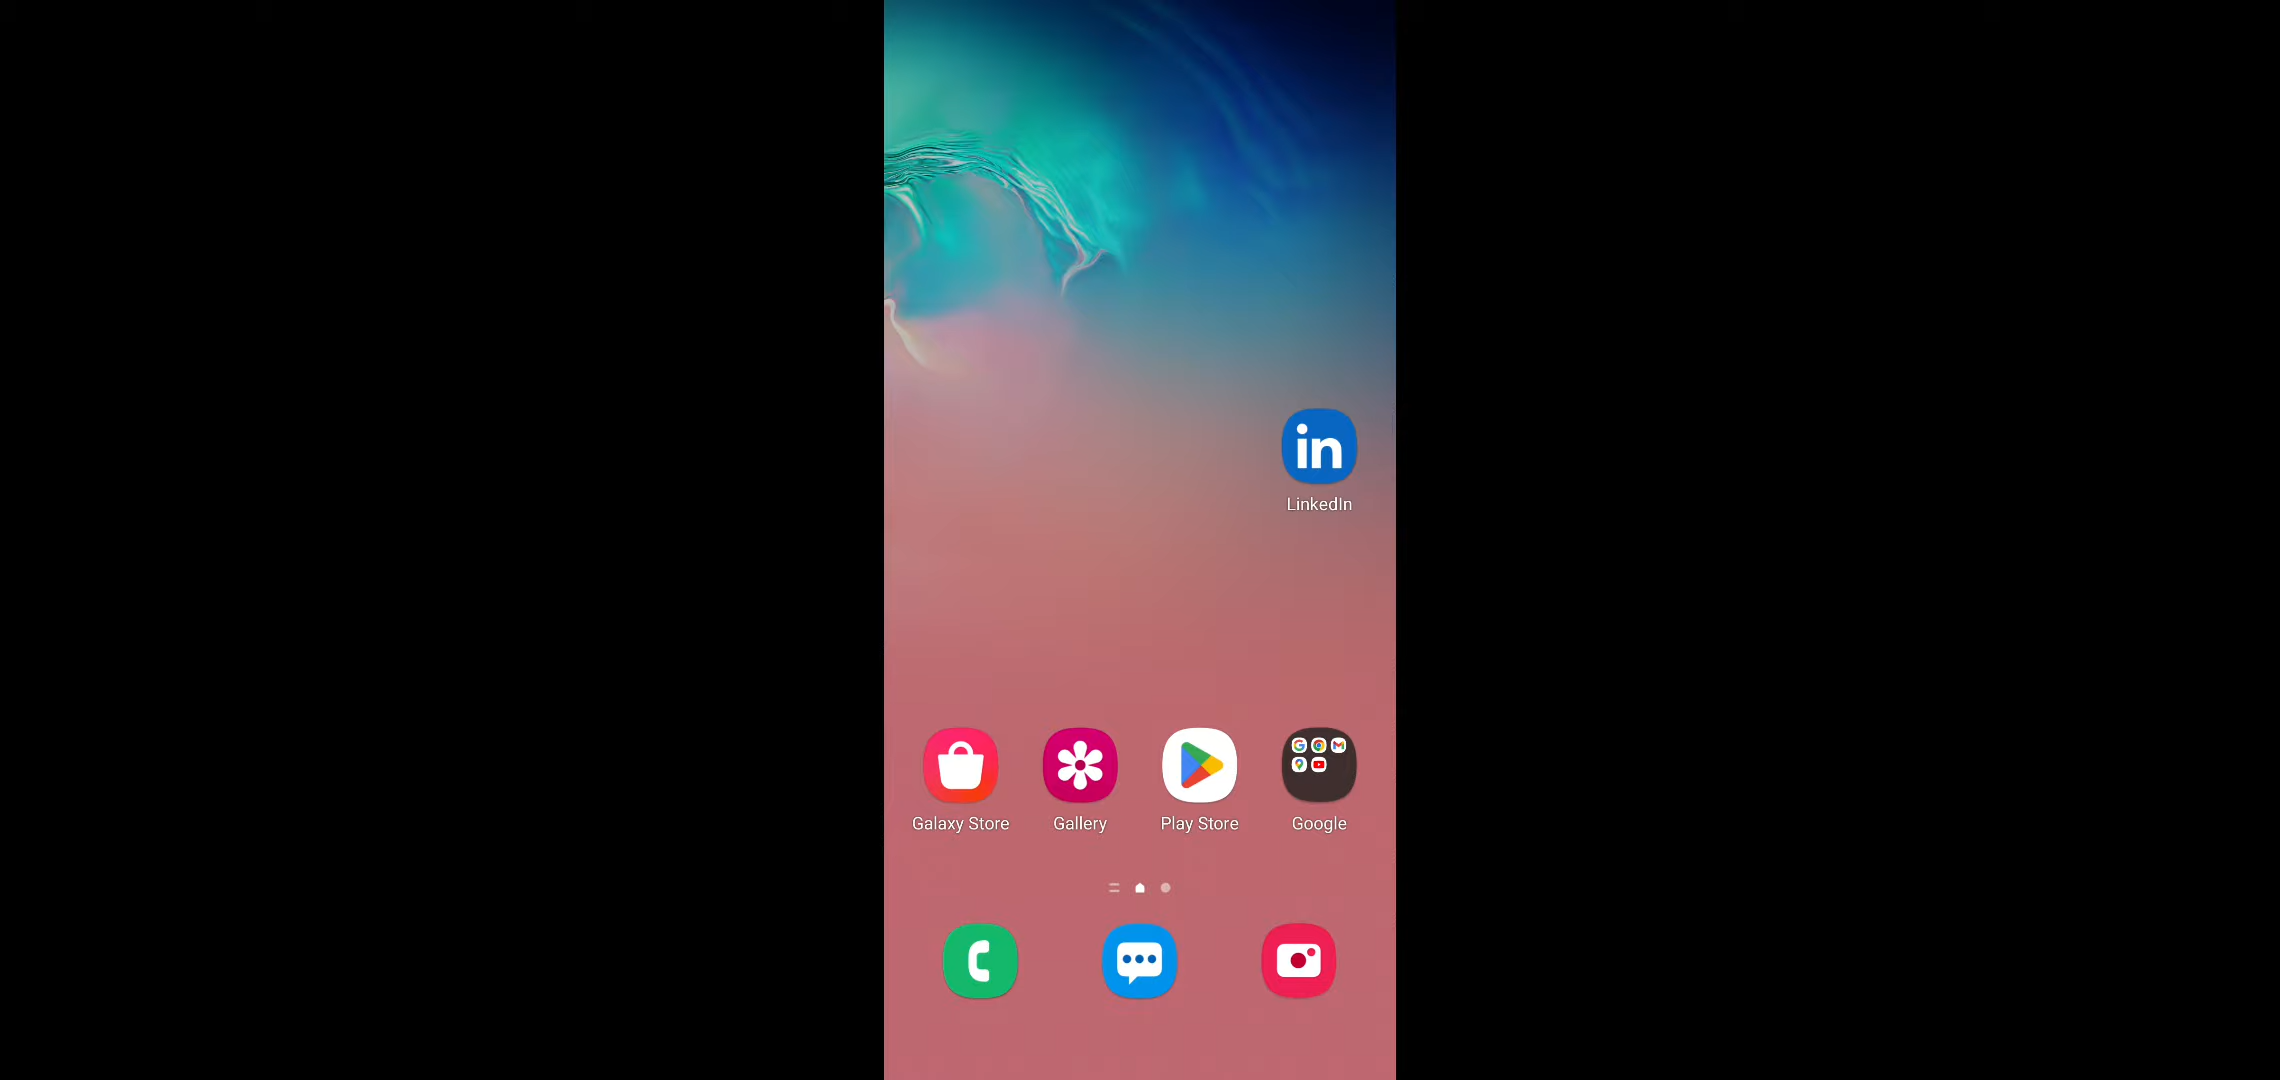 in
LinkedIn
Galaxy Store
Gallery
Play Store
Google